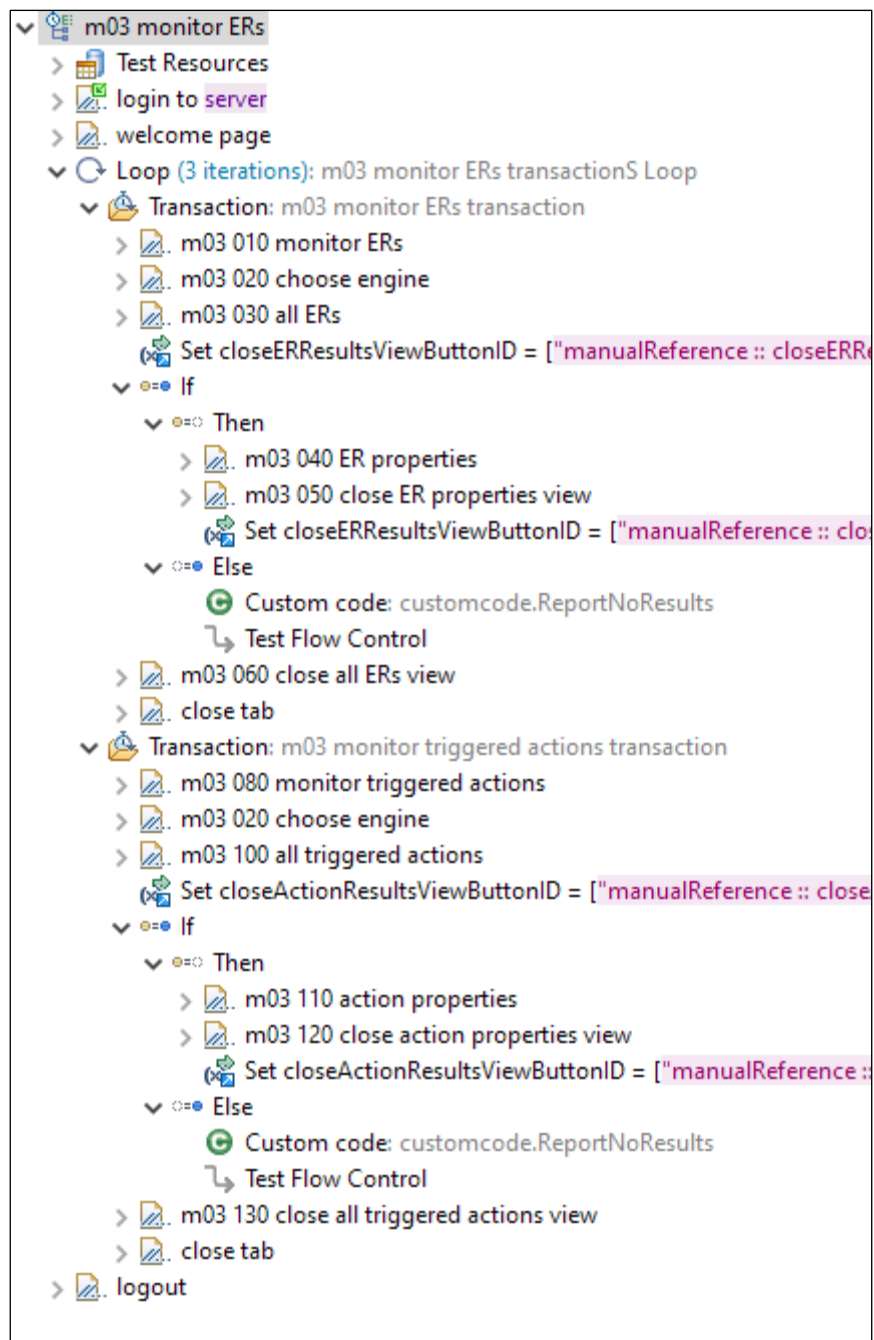 m03 monitor ERs
Test Resources
login to server
welcome page
Loop (3 iterations): m03 monitor ERs transactionS Loop
Transaction: m03 monitor ERs transaction
m03 010 monitor ERs
m03 020 choose engine
m03 030 all ERs
Set closeERResultsViewButtonID = ["manualReference :: closeERRe
If
Then
m03 040 ER properties
m03 050 close ER properties view
Set closeERResultsViewButtonID = ["manualReference :: clos
Else
Custom code: customcode.ReportNoResults
Test Flow Control
m03 060 close all ERs view
close tab
Transaction: m03 monitor triggered actions transaction
m03 080 monitor triggered actions
m03 020 choose engine
m03 100 all triggered actions
Set closeActionResultsViewButtonID = ["manualReference :: close
If
Then
m03 110 action properties
m03 120 close action properties view
Set closeActionResultsViewButtonID = ["manualReference ::
Else
Custom code: customcode.ReportNoResults
Test Flow Control
m03 130 close all triggered actions view
close tab
logout